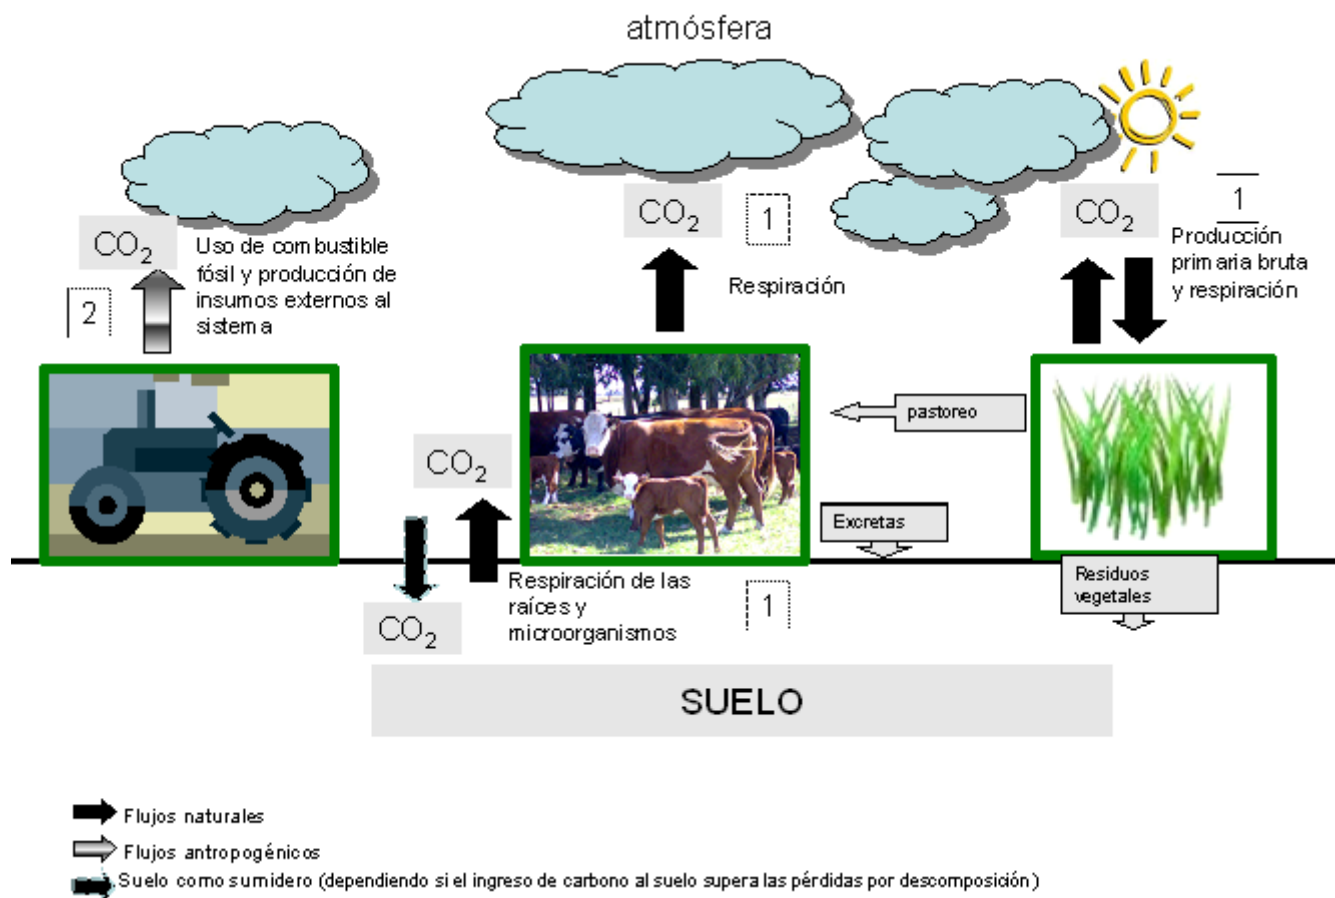 atmósfera
CO2
1
CO2
1
CO2
Uso de combustible
fósil y producción de
insumos externos al
sistema
2
Respiración
Producción
primaria bruta
y respiración
pastoreo
CO2
Excretas
CO2
Respiración de las
raíces y
microorganismos
1
Residuos
vegetales
SUELO
Flujos naturales
Flujos antropogénicos
Suelo como sumidero (dependiendo si el ingreso de carbono al suelo supera las pérdidas por descomposición)